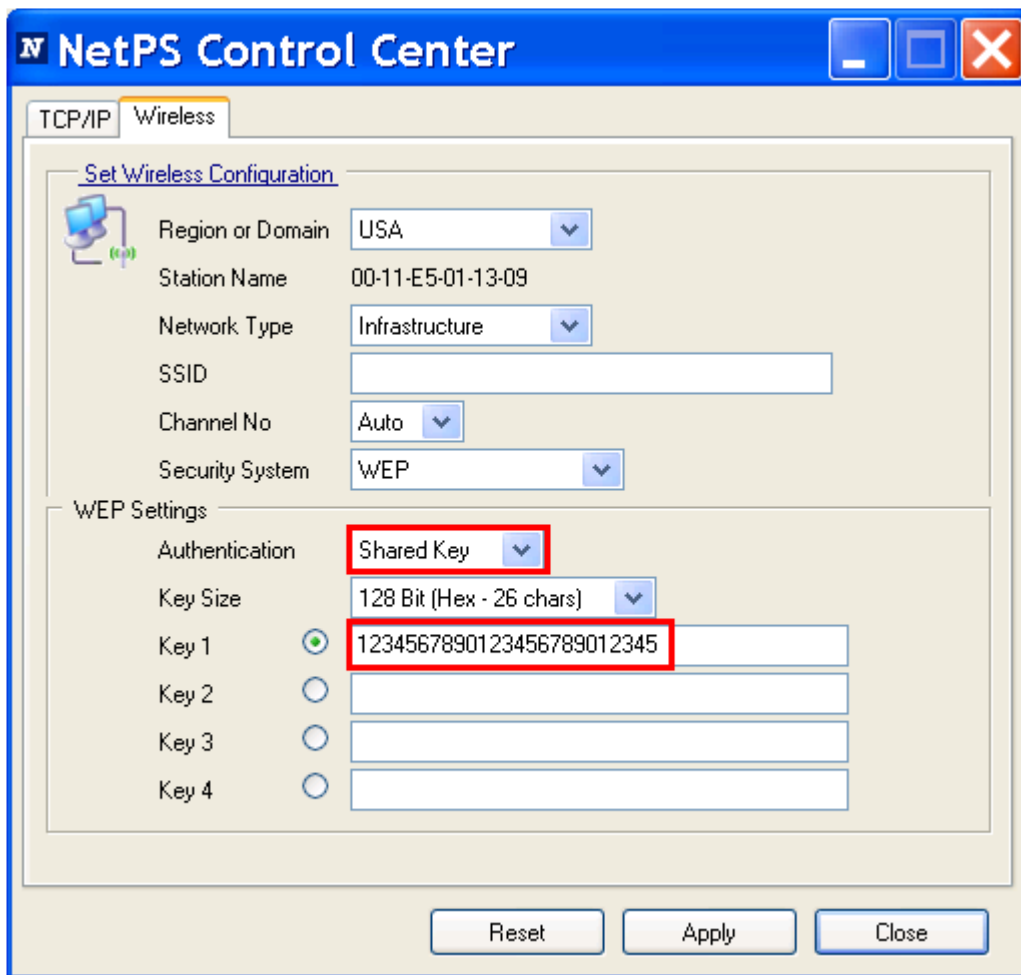 N NetPS Control Center
TCP/IP Wireless
Set Wireless Configuration
Region or Domain USA
Station Name 00-11-E5-01-13-09
Network Type Infrastructure
SSID
Channel No Auto
Security System WEP
WEP Settings
Authentication Shared Key
Key Size 128 Bit (Hex - 26 chars)
Key 1 1234567890123456789012345
Key 2
Key 3
Key 4
Reset Apply Close